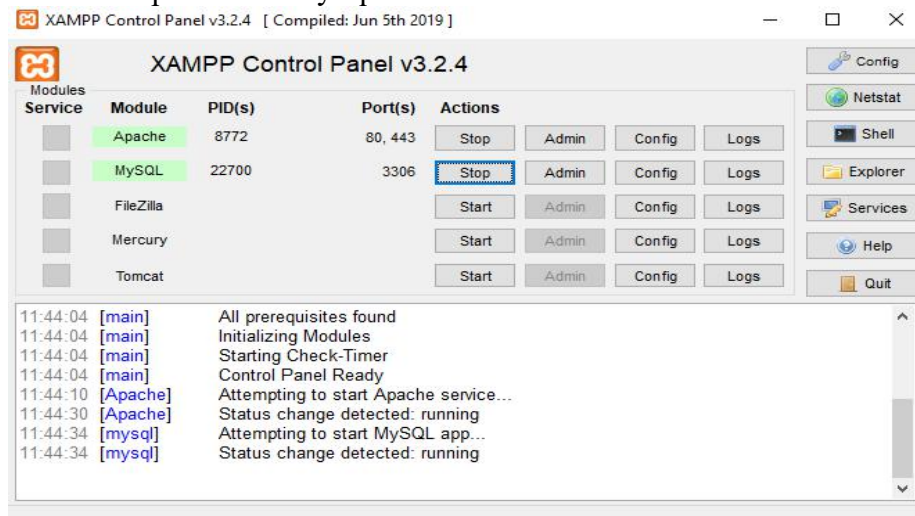 XAMPP Control Panel v3.2.4 [ Compiled: Jun 5th 2019 ]
XAMPP Control Panel v3.2.4
Config
Modules
Service Module PID(s) Port(s) Actions
Netstat
Apache 8772 80, 443 Stop Admin Config Logs
Shell
MySQL 22700 3306 Stop Admin Config Logs
Explorer
FileZilla Start Admin Config Logs
Services
Mercury Start Admin Config Logs
Help
Tomcat Start Admin Config Logs
Quit
11:44:04 [main] All prerequisites found
11:44:04 [main] Initializing Modules
11:44:04 [main] Starting Check-Timer
11:44:04 [main] Control Panel Ready
11:44:10 [Apache] Attempting to start Apache service...
11:44:30 [Apache] Status change detected: running
11:44:34 [mysql] Attempting to start MySQL app...
11:44:34 [mysql] Status change detected: running